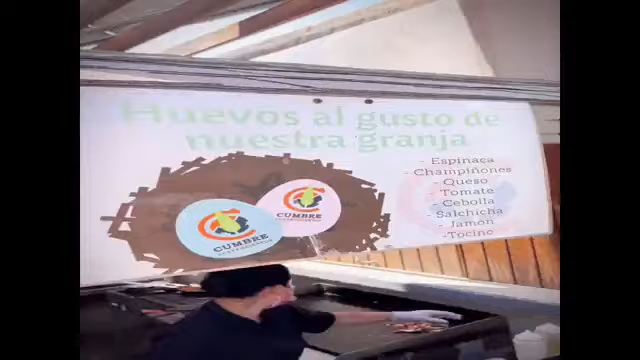 Huevos al gusto de
nuestra granja
- Espinaca
- Champiñones
- Queso
- Tomate
- Cebolla
- Salchicha
- Jamón
- Tocino
CUMBRE
CUMBRE